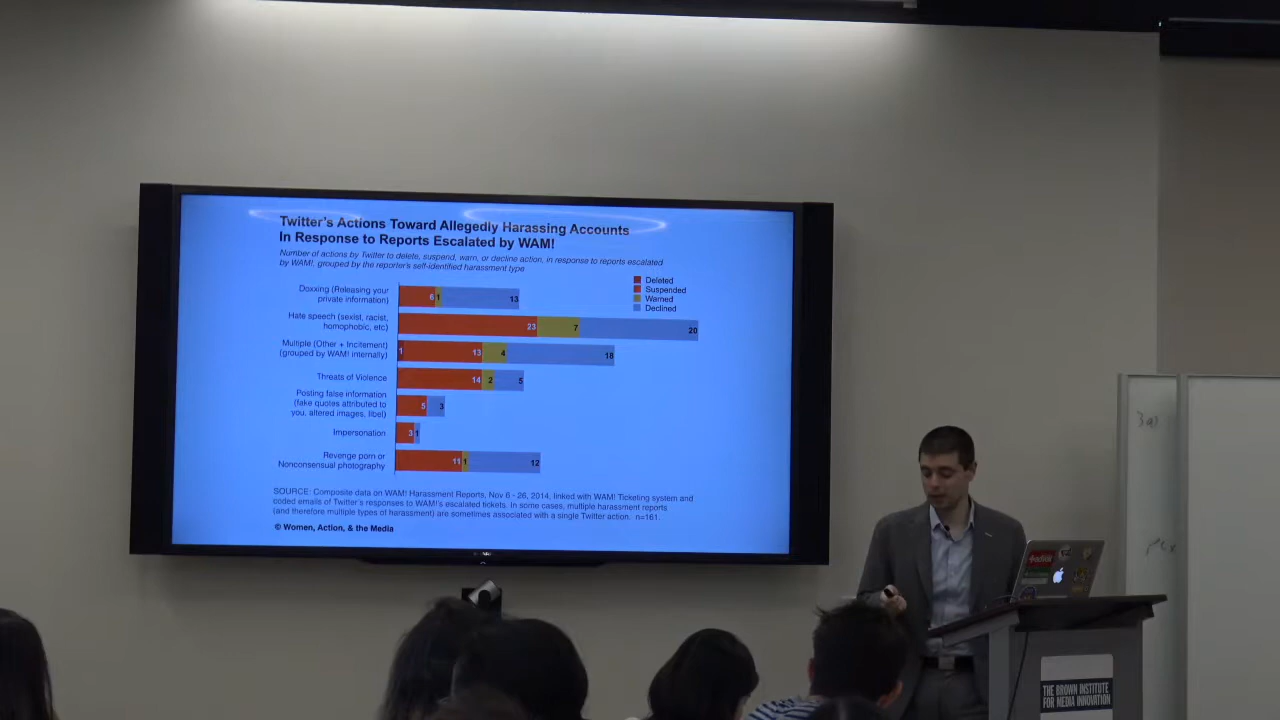 Twitter's Actions Toward Allegedly Harassing Accounts
In Response to Reports Escalated by WAM!
Number of actions by Twitter to delete, suspend, warn, or decline action, in response to reports escalated
by WAM!, grouped by the reporter's self-identified harassment type
Deleted
Suspended
Warned
Declined
Doxxing (Releasing your
private information)
6 1 13
Hate speech (sexist, racist,
homophobic, etc)
23 7 20
Multiple (Other + Incitement)
(grouped by WAM! internally)
1 13 4 18
Threats of Violence
14 2 5
Posting false information
(fake quotes attributed to
you, altered images, libel)
5 3
Impersonation
3 1
Revenge porn or
Nonconsensual photography
11 1 12
SOURCE: Composite data on WAM! Harassment Reports, Nov 6 - 26, 2014, linked with WAM! Ticketing system and
coded emails of Twitter's responses to WAM!'s escalated tickets. In some cases, multiple harassment reports
(and therefore multiple types of harassment) are sometimes associated with a single Twitter action. n=161.
© Women, Action, & the Media
THE BROWN INSTITUTE
FOR MEDIA INNOVATION